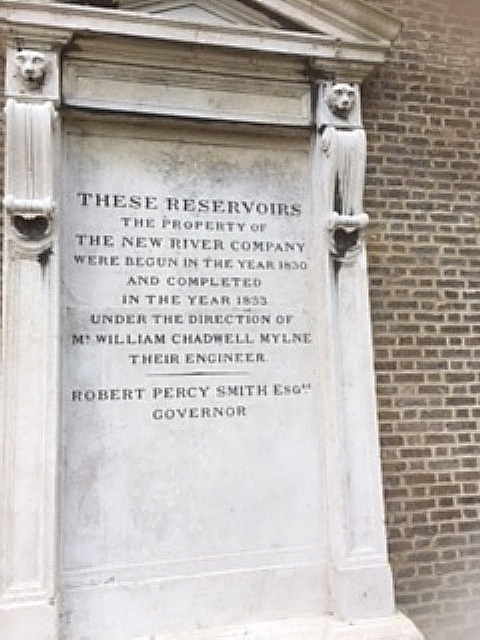 THESE RESERVOIRS
THE PROPERTY OF
THE NEW RIVER COMPANY
WERE BEGUN IN THE YEAR 1830
AND COMPLETED
IN THE YEAR 1833
UNDER THE DIRECTION OF
MR. WILLIAM CHADWELL MYLNE
THEIR ENGINEER.
ROBERT PERCY SMITH ESQRE.
GOVERNOR